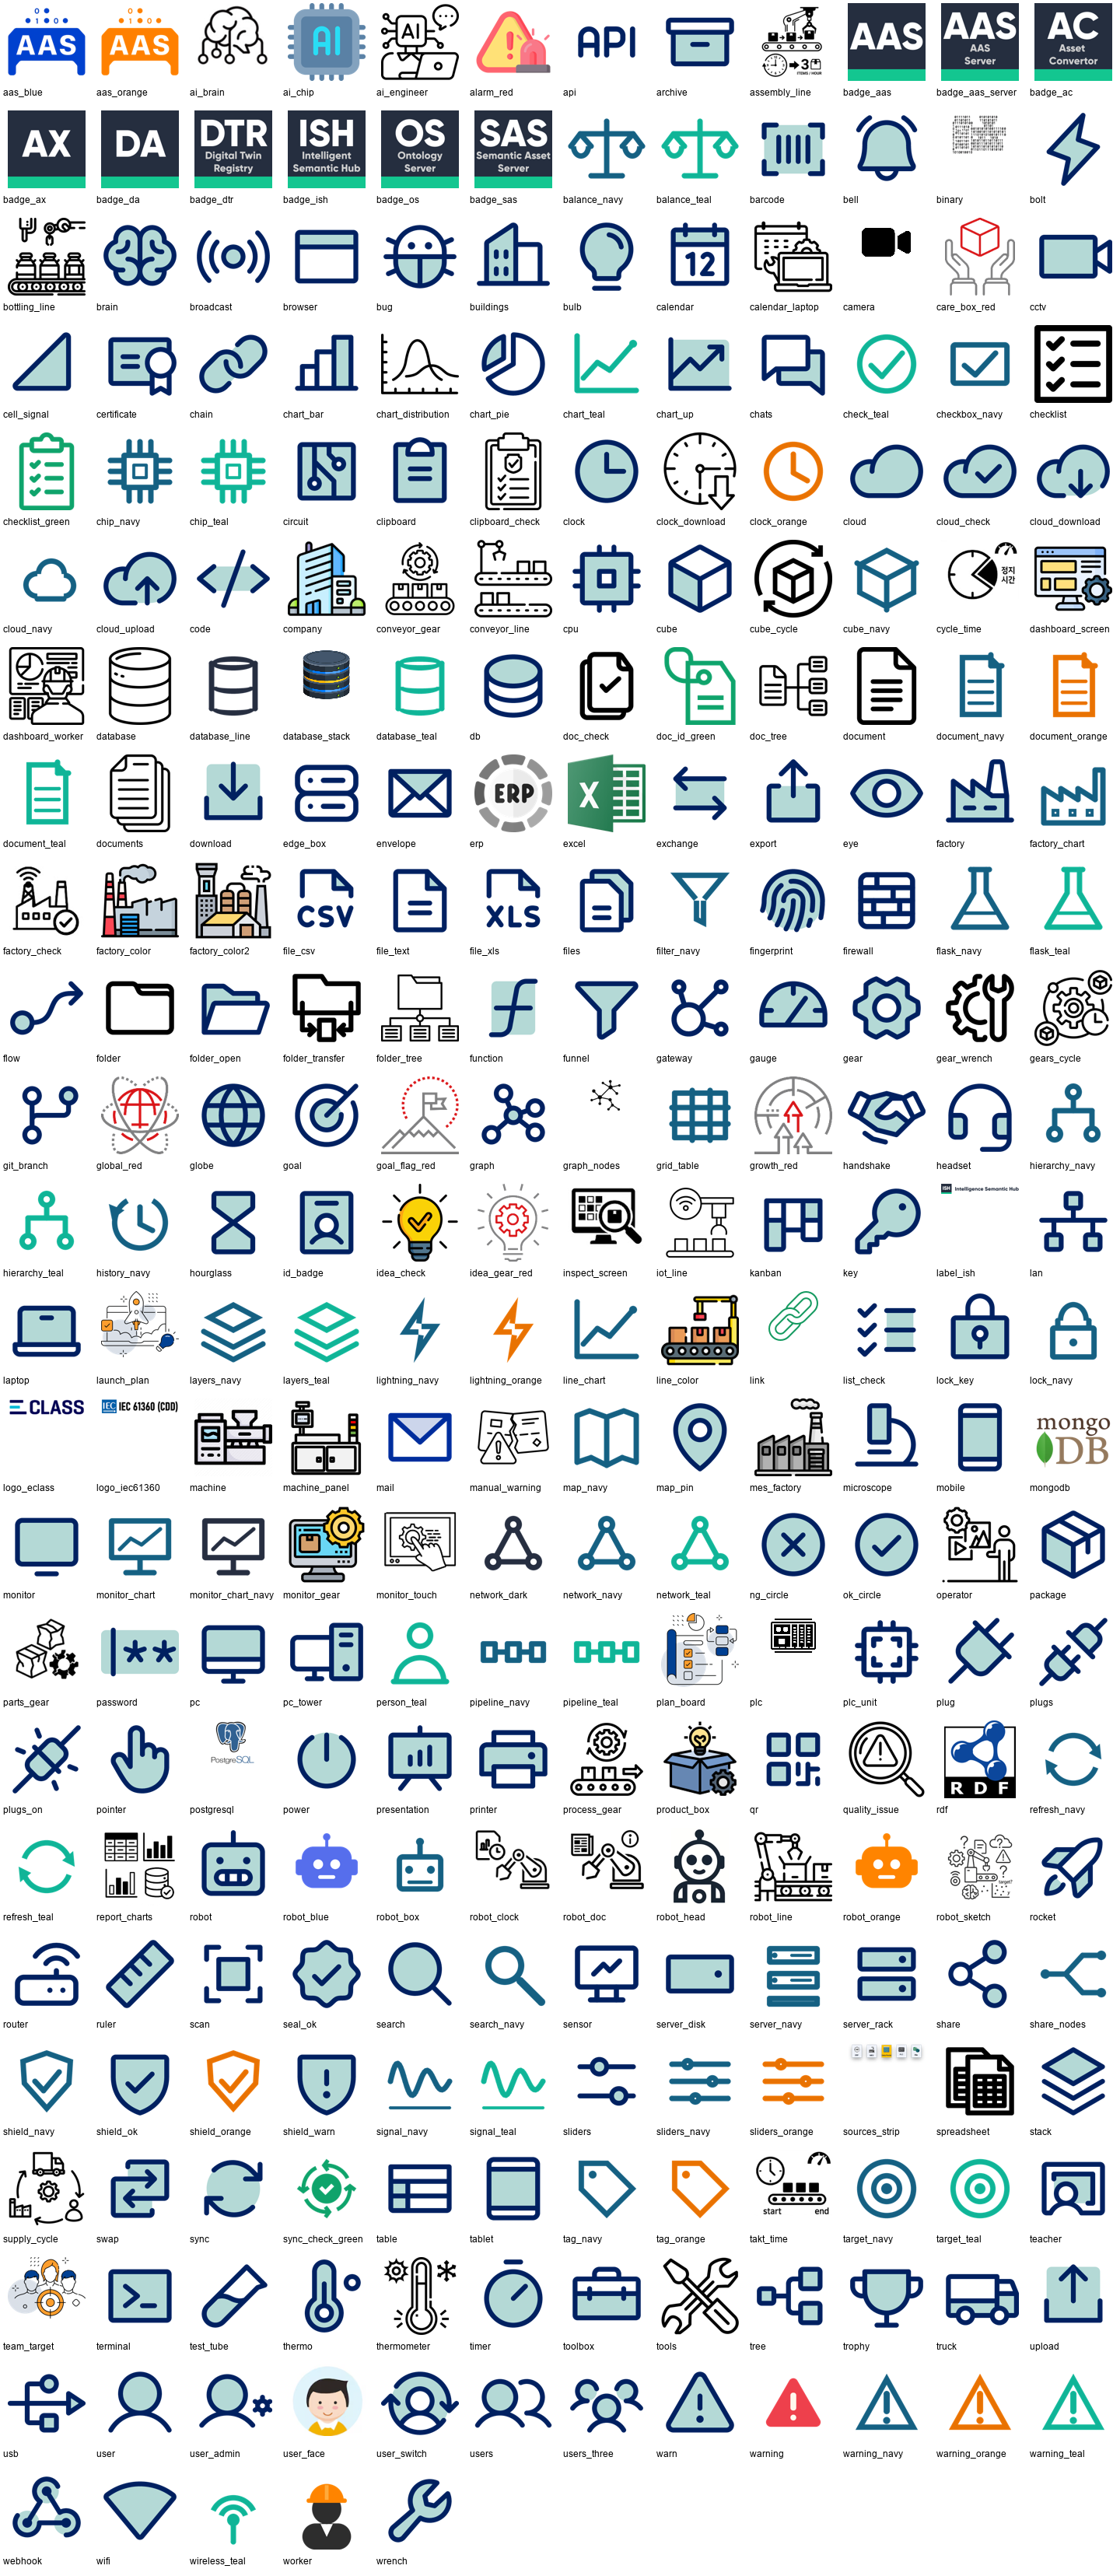 AAS AAS AI AI API 3 ITEMS / HOUR AAS AAS AAS Server AC Asset Convertor
aas_blue aas_orange ai_brain ai_chip ai_engineer alarm_red api archive assembly_line badge_aas badge_aas_server badge_ac
AX DA DTR Digital Twin Registry ISH Intelligent Semantic Hub OS Ontology Server SAS Semantic Asset Server
badge_ax badge_da badge_dtr badge_ish badge_os badge_sas balance_navy balance_teal barcode bell binary bolt
12
bottling_line brain broadcast browser bug buildings bulb calendar calendar_laptop camera care_box_red cctv
cell_signal certificate chain chart_bar chart_distribution chart_pie chart_teal chart_up chats check_teal checkbox_navy checklist
checklist_green chip_navy chip_teal circuit clipboard clipboard_check clock clock_download clock_orange cloud cloud_check cloud_download
정지 시간
cloud_navy cloud_upload code company conveyor_gear conveyor_line cpu cube cube_cycle cube_navy cycle_time dashboard_screen
dashboard_worker database database_line database_stack database_teal db doc_check doc_id_green doc_tree document document_navy document_orange
ERP X
document_teal documents download edge_box envelope erp excel exchange export eye factory factory_chart
CSV XLS
factory_check factory_color factory_color2 file_csv file_text file_xls files filter_navy fingerprint firewall flask_navy flask_teal
flow folder folder_open folder_transfer folder_tree function funnel gateway gauge gear gear_wrench gears_cycle
git_branch global_red globe goal goal_flag_red graph graph_nodes grid_table growth_red handshake headset hierarchy_navy
ISH Intelligence Semantic Hub
hierarchy_teal history_navy hourglass id_badge idea_check idea_gear_red inspect_screen iot_line kanban key label_ish lan
laptop launch_plan layers_navy layers_teal lightning_navy lightning_orange line_chart line_color link list_check lock_key lock_navy
ECLASS IEC IEC 61360 (CDD) mongo DB
logo_eclass logo_iec61360 machine machine_panel mail manual_warning map_navy map_pin mes_factory microscope mobile mongodb
monitor monitor_chart monitor_chart_navy monitor_gear monitor_touch network_dark network_navy network_teal ng_circle ok_circle operator package
parts_gear password pc pc_tower person_teal pipeline_navy pipeline_teal plan_board plc plc_unit plug plugs
PostgreSQL RDF
plugs_on pointer postgresql power presentation printer process_gear product_box qr quality_issue rdf refresh_navy
refresh_teal report_charts robot robot_blue robot_box robot_clock robot_doc robot_head robot_line robot_orange robot_sketch rocket
router ruler scan seal_ok search search_navy sensor server_disk server_navy server_rack share share_nodes
shield_navy shield_ok shield_orange shield_warn signal_navy signal_teal sliders sliders_navy sliders_orange sources_strip spreadsheet stack
start end
supply_cycle swap sync sync_check_green table tablet tag_navy tag_orange takt_time target_navy target_teal teacher
team_target terminal test_tube thermo thermometer timer toolbox tools tree trophy truck upload
usb user user_admin user_face user_switch users users_three warn warning warning_navy warning_orange warning_teal
webhook wifi wireless_teal worker wrench